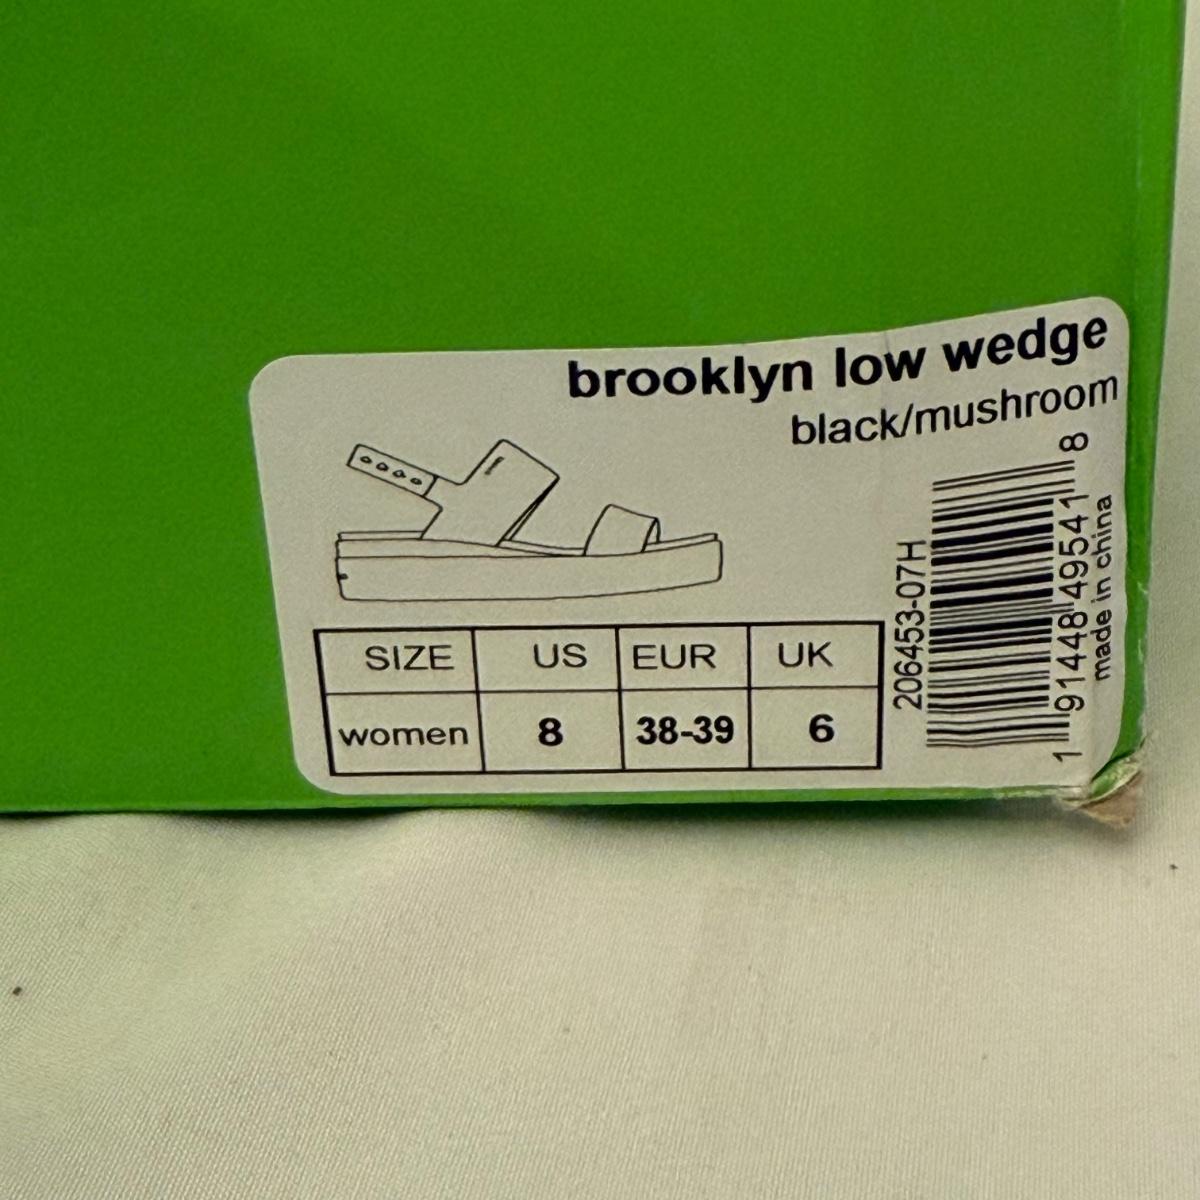 brooklyn low wedge
black/mushroom
SIZE US EUR UK
women 8 38-39 6
206453-07H
1 91448 49541 8
made in china